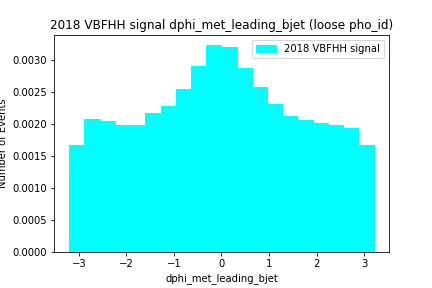 2018 VBFHH signal dphi_met_leading_bjet (loose pho_id)
2018 VBFHH signal
Number of Events
0.0030
0.0025
0.0020
0.0015
0.0010
0.0005
0.0000
−3 −2 −1 0 1 2 3
dphi_met_leading_bjet